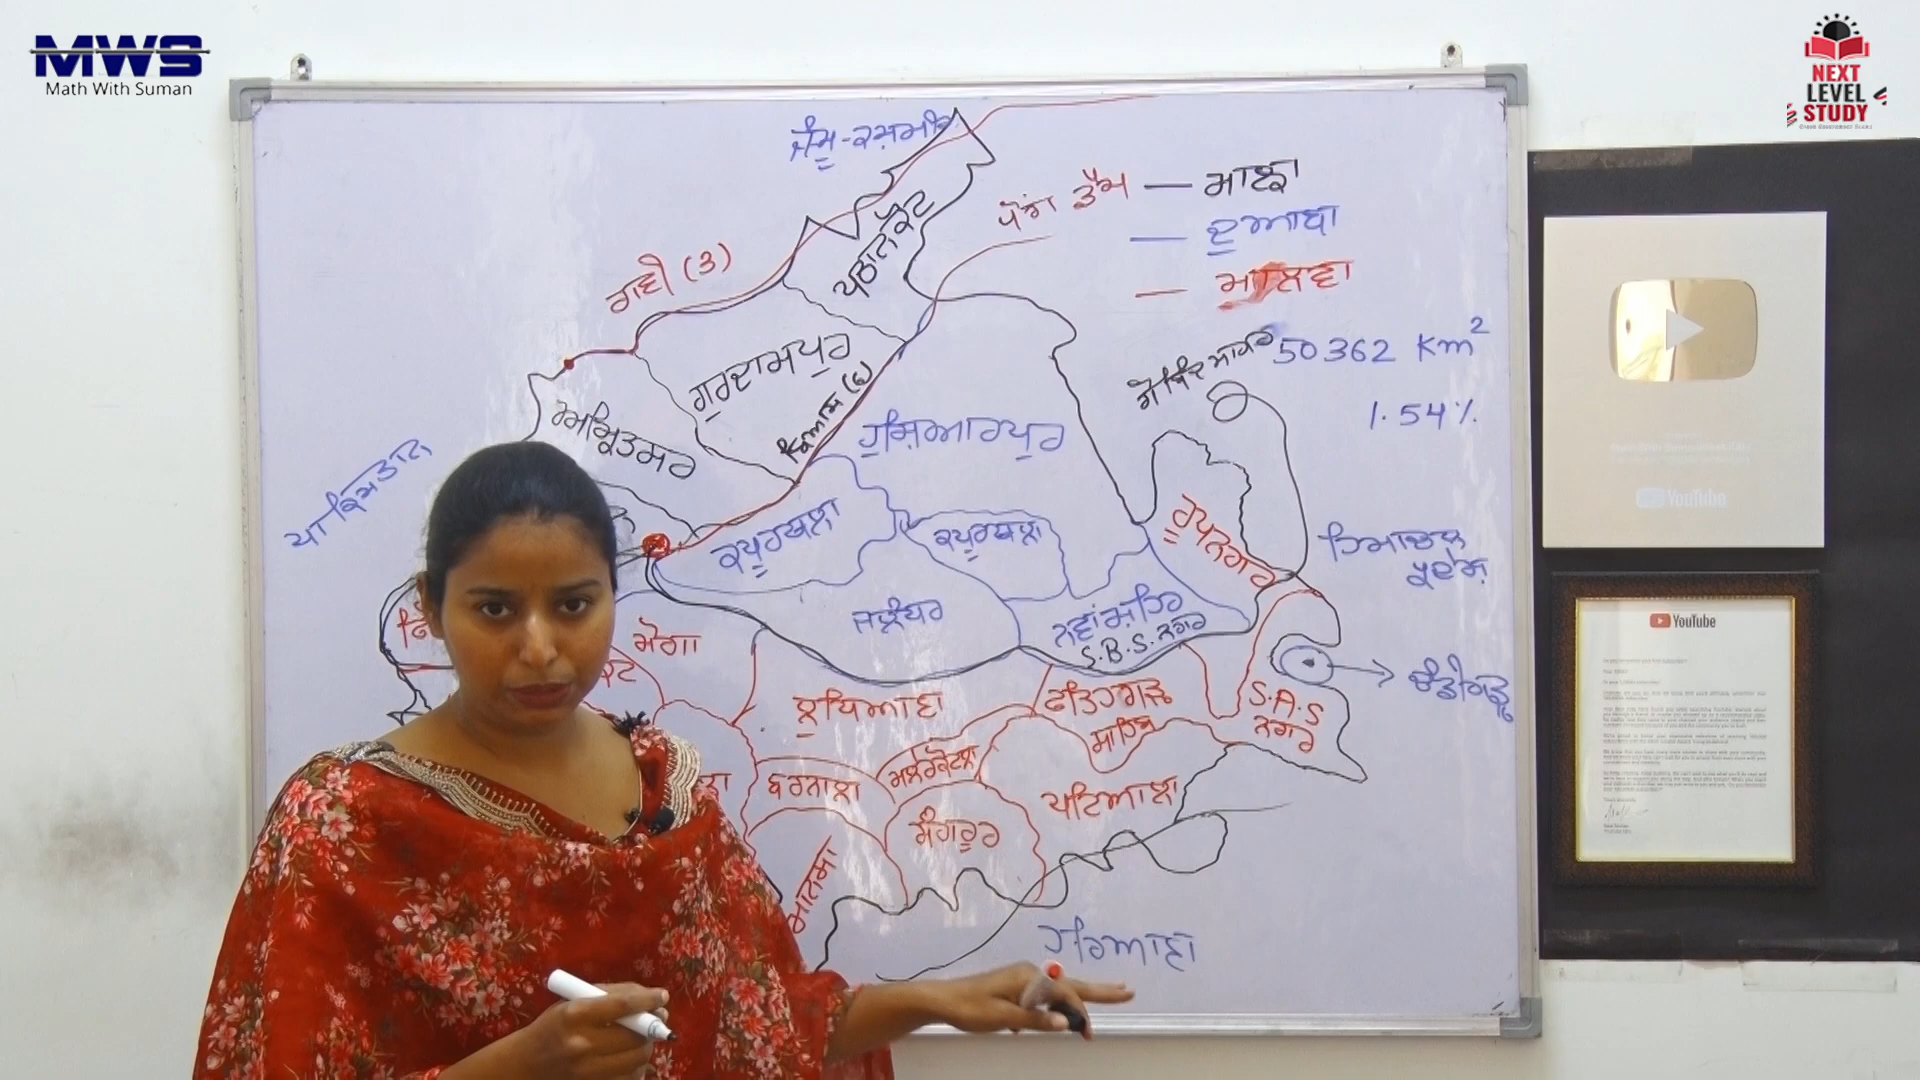 MWS
Math With Suman
NEXT
LEVEL
STUDY
ਜੰਮੂ-ਕਸ਼ਮੀਰ
ਪਠਾਨਕੋਟ
ਪੌਂਗ ਡੈਮ
— ਮਾਝਾ
— ਦੁਆਬਾ
— ਮਾਲਵਾ
ਰਾਵੀ (3)
ਗੁਰਦਾਸਪੁਰ
ਅਮ੍ਰਿਤਸਰ
50362 Km²
1.54%
ਹੁਸ਼ਿਆਰਪੁਰ
ਪਾਕਿਸਤਾਨ
ਕਪੂਰਥਲਾ
ਕਪੂਰਥਲਾ
ਰੂਪਨਗਰ
ਹਿਮਾਚਲ
ਪ੍ਰਦੇਸ਼
ਜਲੰਧਰ
ਨਵਾਂਸ਼ਹਿਰ
S.B.S. ਨਗਰ
ਚੰਡੀਗੜ੍ਹ
ਮੋਗਾ
ਲੁਧਿਆਣਾ
ਫਤਿਹਗੜ੍ਹ
ਸਾਹਿਬ
S.A.S
ਨਗਰ
ਬਰਨਾਲਾ
ਮਲੇਰਕੋਟਲਾ
ਪਟਿਆਲਾ
ਸੰਗਰੂਰ
ਮਾਨਸਾ
ਹਰਿਆਣਾ
YouTube
YouTube